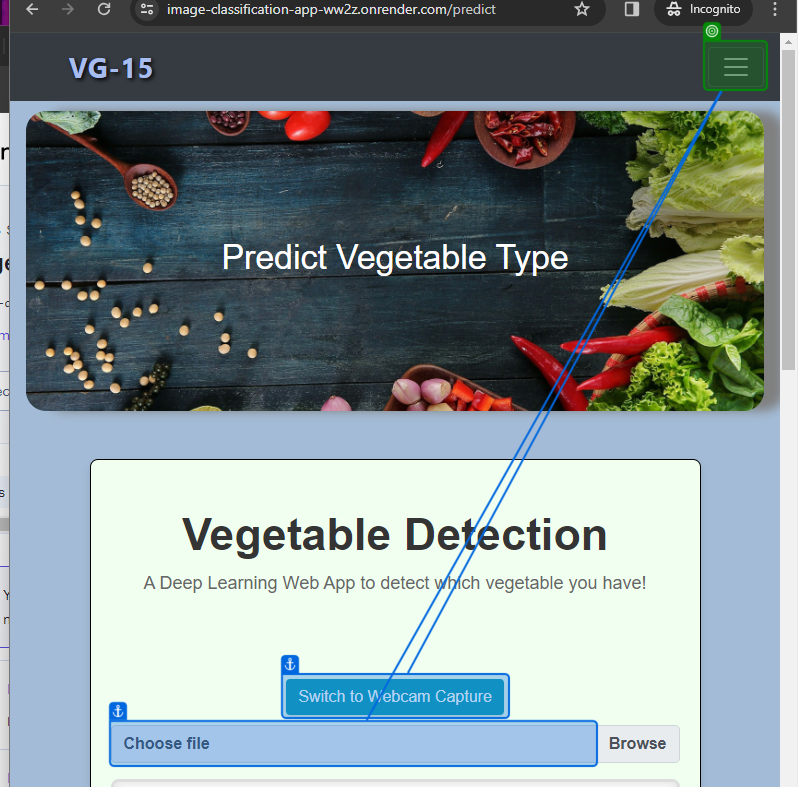 image-classification-app-ww2z.onrender.com/predict
Incognito
VG-15
Predict Vegetable Type
Vegetable Detection
A Deep Learning Web App to detect which vegetable you have!
Switch to Webcam Capture
Choose file
Browse